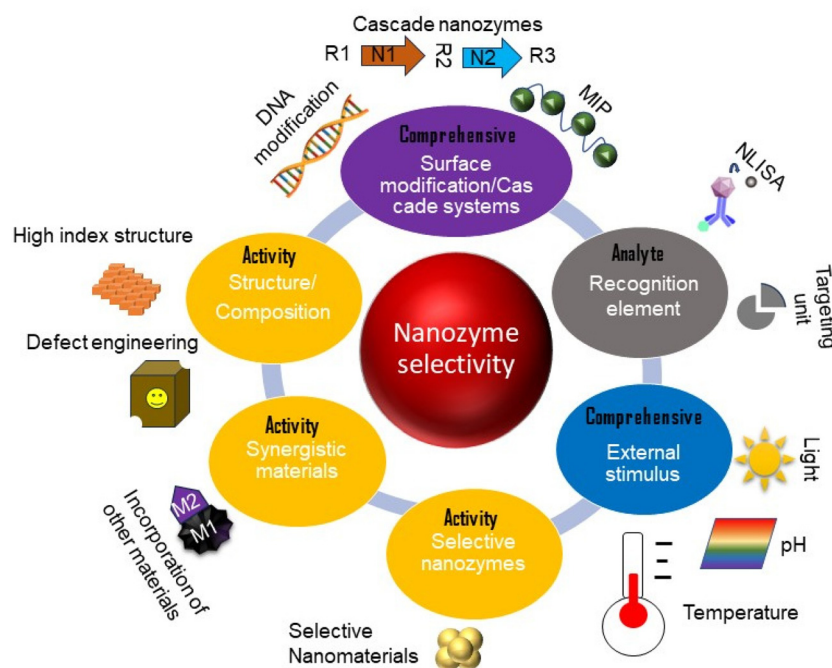 Cascade nanozymes
R1
N1
R2
N2
R3
DNA
modification
MIP
Comprehensive
Surface
modification/Cas
cade systems
NLISA
Analyte
Recognition
element
Targeting
unit
Comprehensive
External
stimulus
Light
pH
Temperature
Activity
Selective
nanozymes
Selective
Nanomaterials
Activity
Synergistic
materials
M2
M1
Incorporation of
other materials
Activity
Structure/
Composition
High index structure
Defect engineering
Nanozyme
selectivity